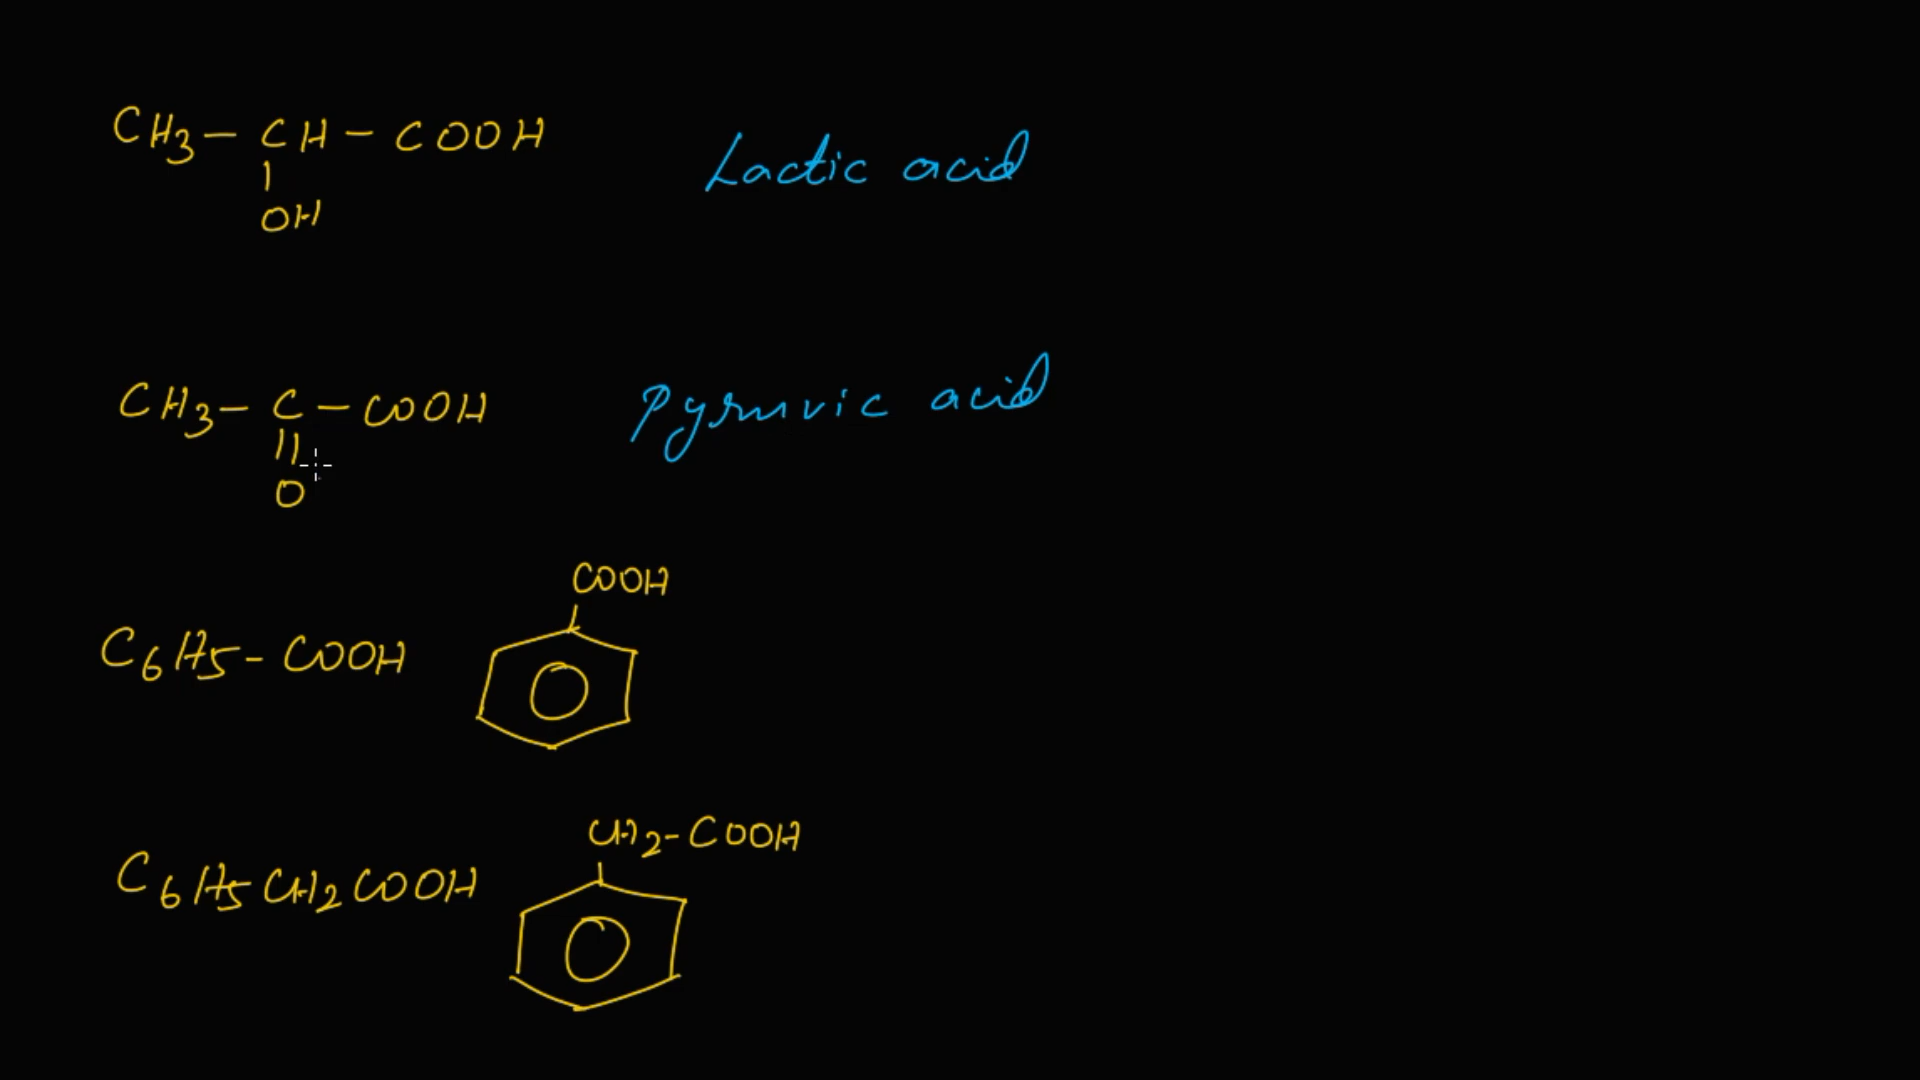 CH3 – CH – COOH Lactic acid
OH
CH3 – C – COOH Pyruvic acid
O
COOH
C6H5 – COOH
CH2 – COOH
C6H5CH2COOH